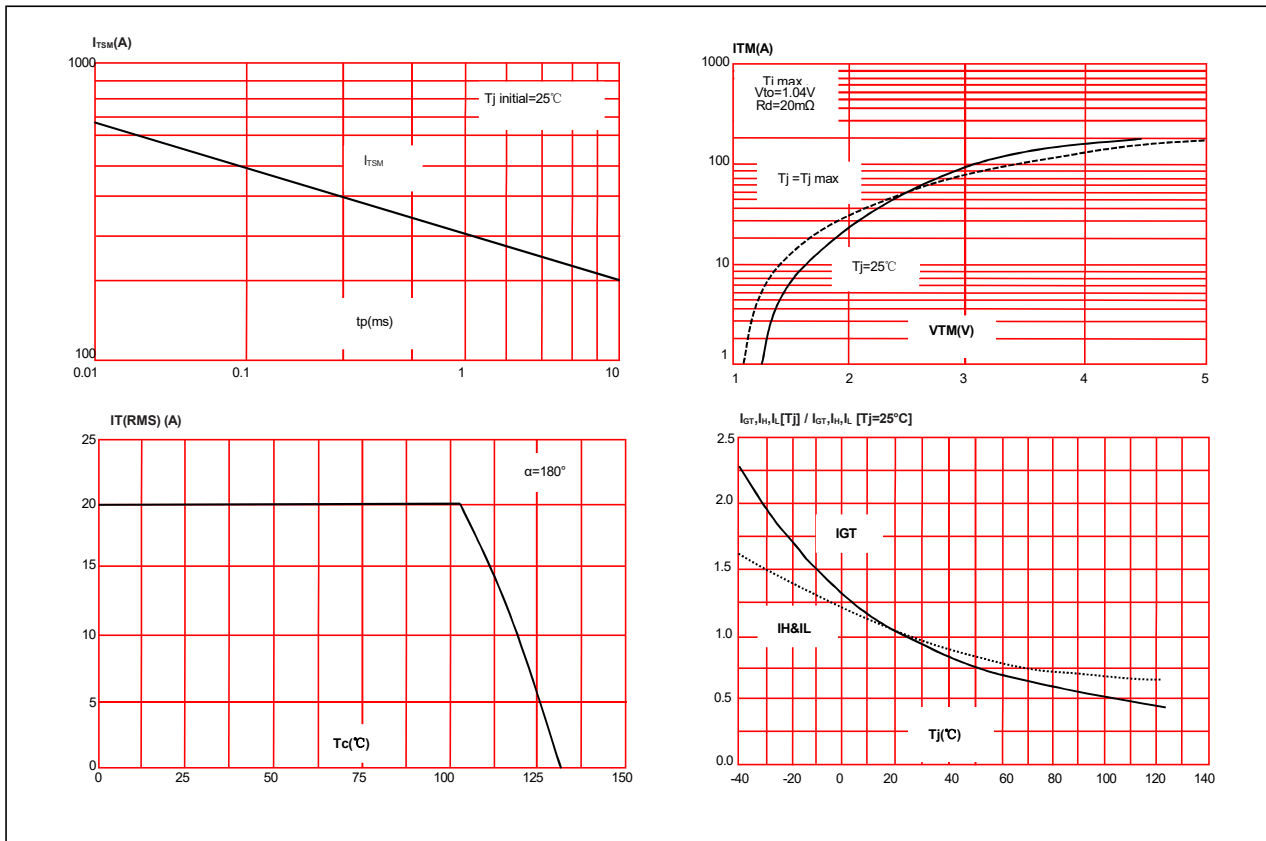 ITSM(A)
1000
Tj initial=25℃
ITSM
tp(ms)
100
0.01 0.1 1 10
ITM(A)
1000
Tj max
Vto=1.04V
Rd=20mΩ
100
Tj =Tj max
10
Tj=25℃
VTM(V)
1
1 2 3 4 5
IT(RMS) (A)
25
α=180°
20
15
10
5
Tc(℃)
0
0 25 50 75 100 125 150
IGT,IH,IL[Tj] / IGT,IH,IL [Tj=25°C]
2.5
2.0
IGT
1.5
IH&IL
1.0
0.5
Tj(℃)
0.0
-40 -20 0 20 40 60 80 100 120 140